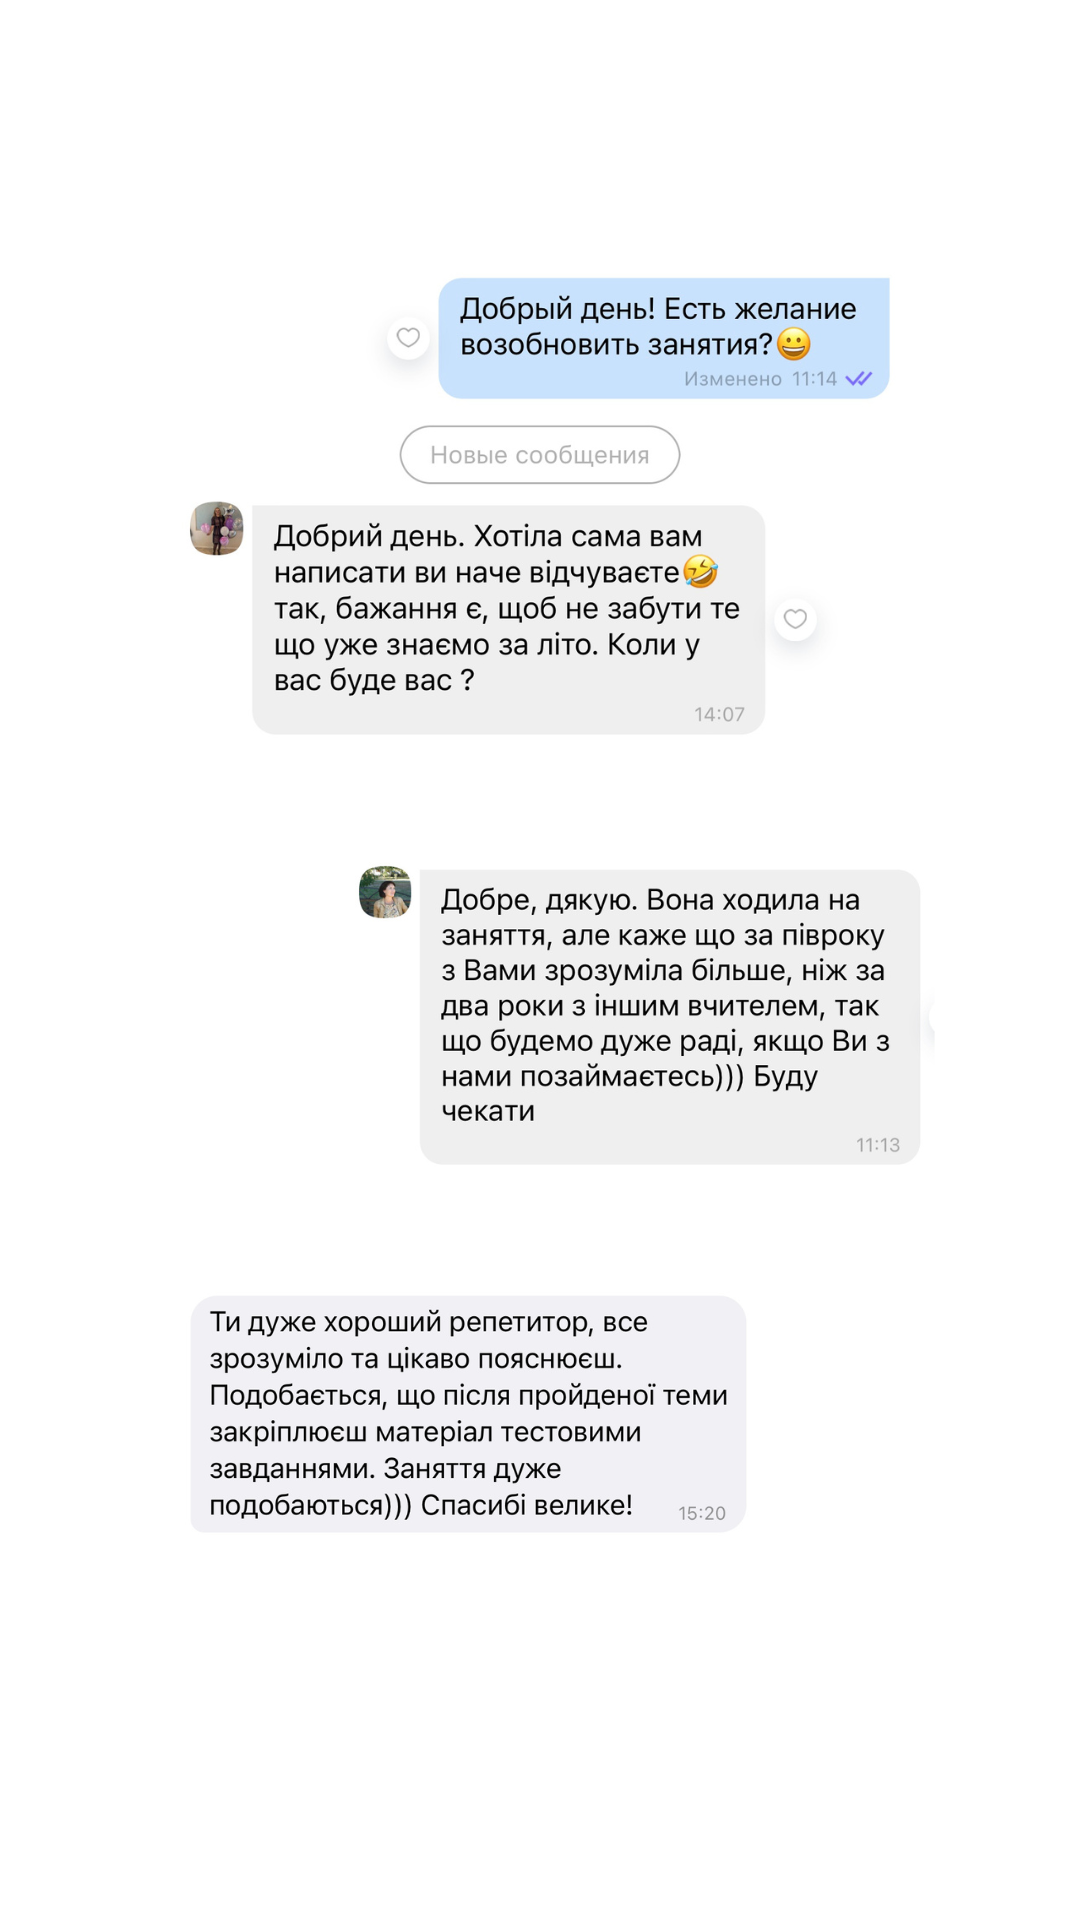 Добрый день! Есть желание
возобновить занятия?😀
Изменено 11:14
Новые сообщения
Добрий день. Хотіла сама вам
написати ви наче відчуваєте🤣
так, бажання є, щоб не забути те
що уже знаємо за літо. Коли у
вас буде вас ?
14:07
Добре, дякую. Вона ходила на
заняття, але каже що за півроку
з Вами зрозуміла більше, ніж за
два роки з іншим вчителем, так
що будемо дуже раді, якщо Ви з
нами позаймаєтесь))) Буду
чекати
11:13
Ти дуже хороший репетитор, все
зрозуміло та цікаво пояснюєш.
Подобається, що після пройденої теми
закріплюєш матеріал тестовими
завданнями. Заняття дуже
подобаються))) Спасибі велике!
15:20